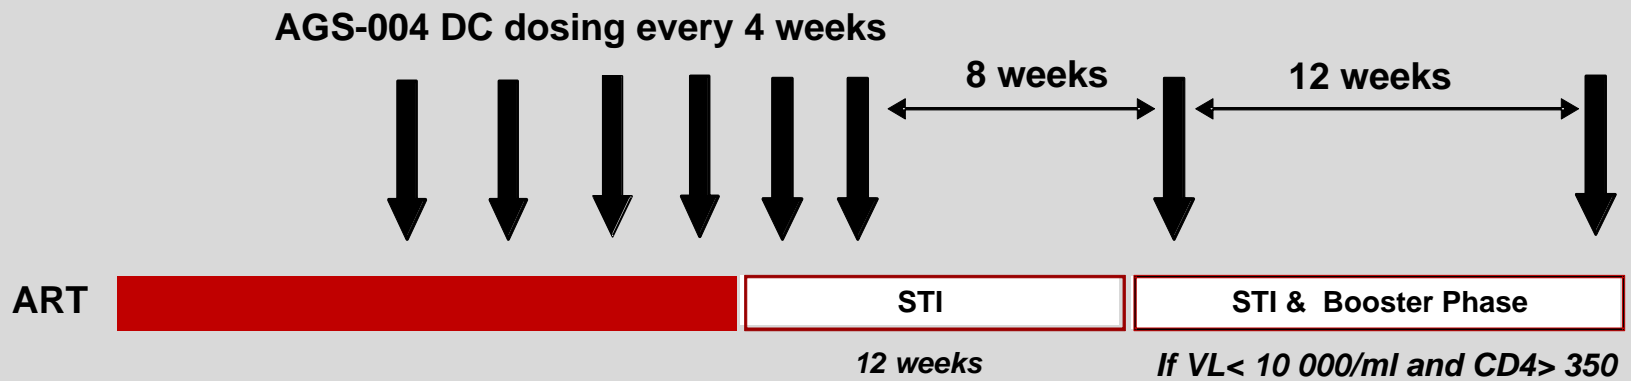 AGS-004 DC dosing every 4 weeks
8 weeks
12 weeks
ART
STI
STI & Booster Phase
12 weeks
If VL< 10 000/ml and CD4> 350